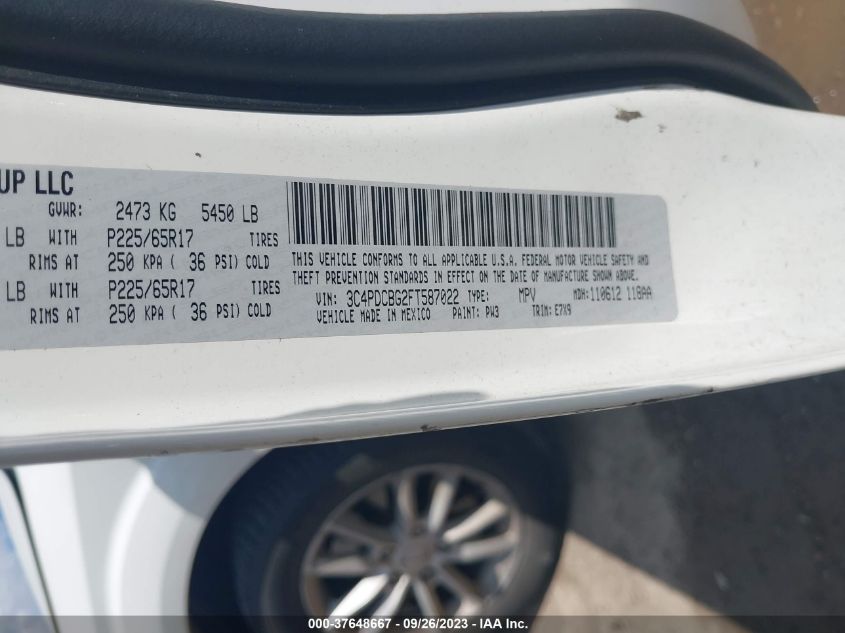 UP LLC
GVWR: 2473 KG 5450 LB
LB WITH P225/65R17 TIRES
RIMS AT 250 KPA ( 36 PSI) COLD
LB WITH P225/65R17
RIMS AT 250 KPA ( 36 PSI) COLD
THIS VEHICLE CONFORMS TO ALL APPLICABLE U.S.A. FEDERAL MOTOR VEHICLE SAFETY AND
THEFT PREVENTION STANDARDS IN EFFECT ON THE DATE OF MANUFACTURE SHOWN ABOVE.
VIN: 3C4PDCBG2FT587022 TYPE: MPV MDH: 110612 118AA
VEHICLE MADE IN MEXICO PAINT: PW3 TRIM: E7X9
000-37648667 - 09/26/2023 - IAA Inc.